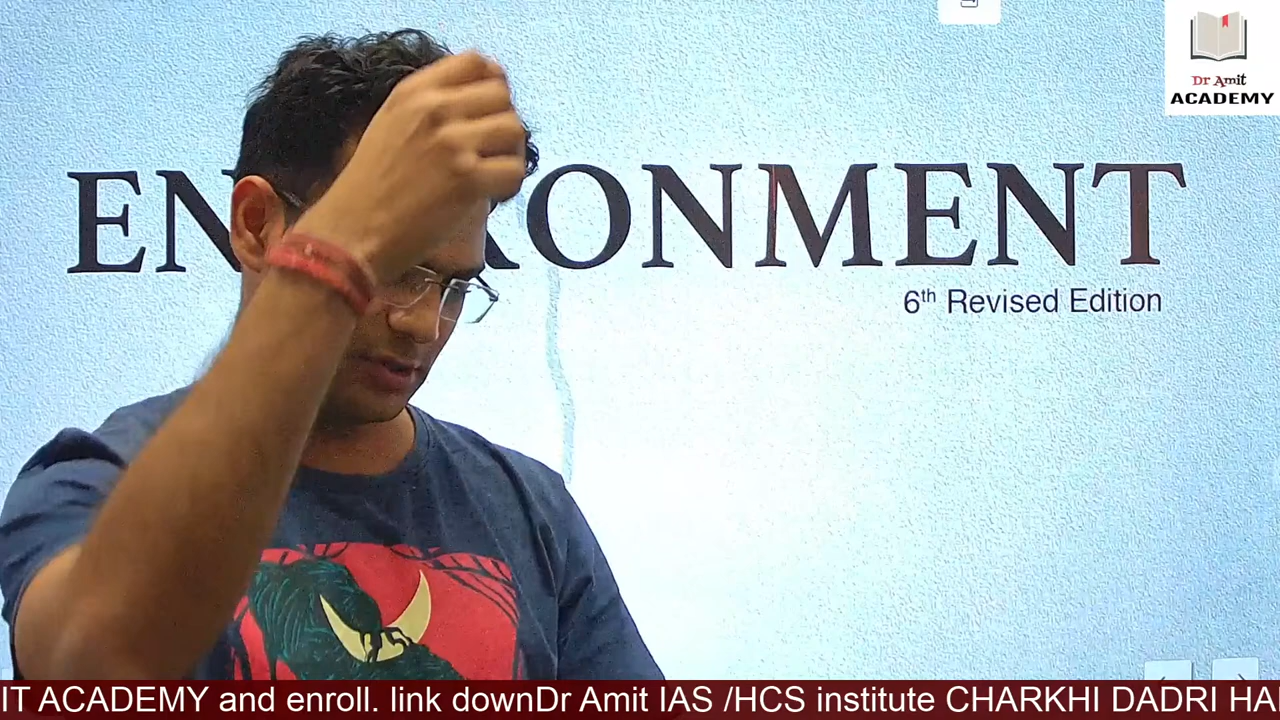 Dr Amit
ACADEMY
ENVIRONMENT
6th Revised Edition
IT ACADEMY and enroll. link downDr Amit IAS /HCS institute CHARKHI DADRI HA